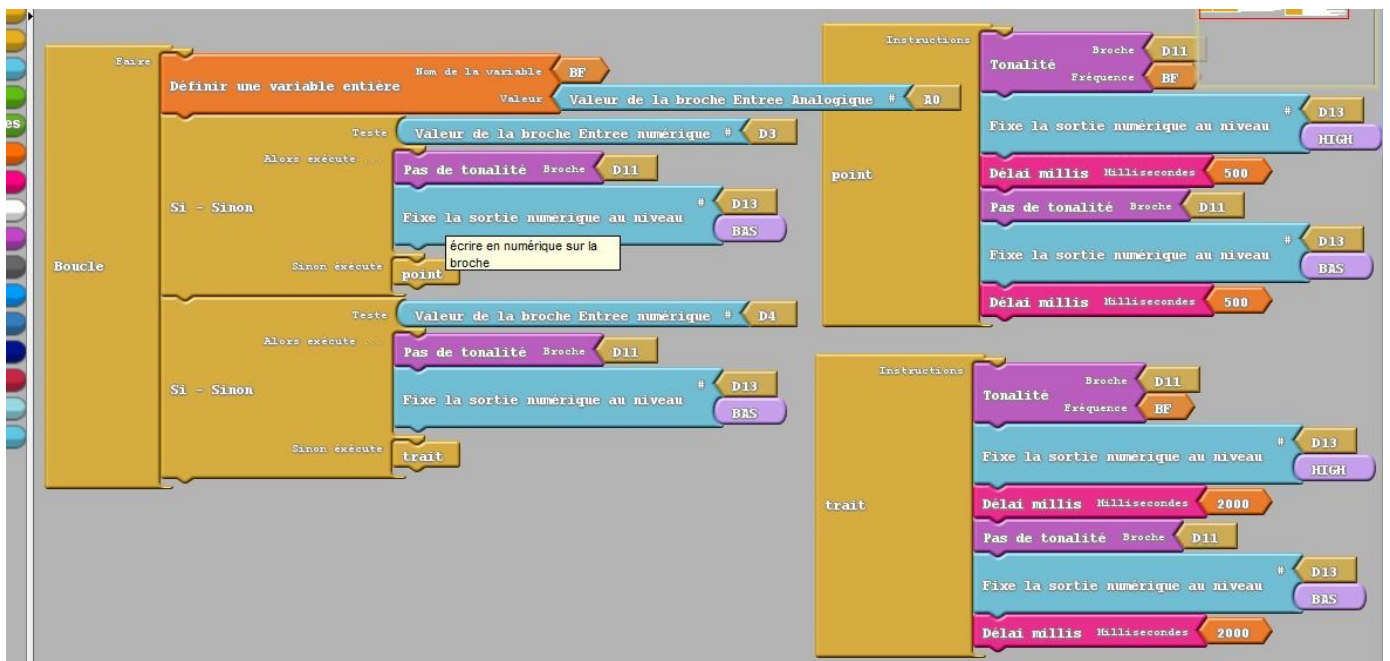 es
Boucle
Faire
Définir une variable entière
Nom de la variable BF
Valeur Valeur de la broche Entree Analogique # A0
Si - Sinon
Teste Valeur de la broche Entree numérique # D3
Alors exécute ...
Pas de tonalité Broche D11
Fixe la sortie numérique au niveau # D13
BAS
écrire en numérique sur la
broche
Sinon éxécute point
Si - Sinon
Teste Valeur de la broche Entree numérique # D4
Alors exécute ...
Pas de tonalité Broche D11
Fixe la sortie numérique au niveau # D13
BAS
Sinon éxécute trait
point
Instructions
Tonalité Broche D11
Fréquence BF
Fixe la sortie numérique au niveau # D13
HIGH
Délai millis Millisecondes 500
Pas de tonalité Broche D11
Fixe la sortie numérique au niveau # D13
BAS
Délai millis Millisecondes 500
trait
Instructions
Tonalité Broche D11
Fréquence BF
Fixe la sortie numérique au niveau # D13
HIGH
Délai millis Millisecondes 2000
Pas de tonalité Broche D11
Fixe la sortie numérique au niveau # D13
BAS
Délai millis Millisecondes 2000